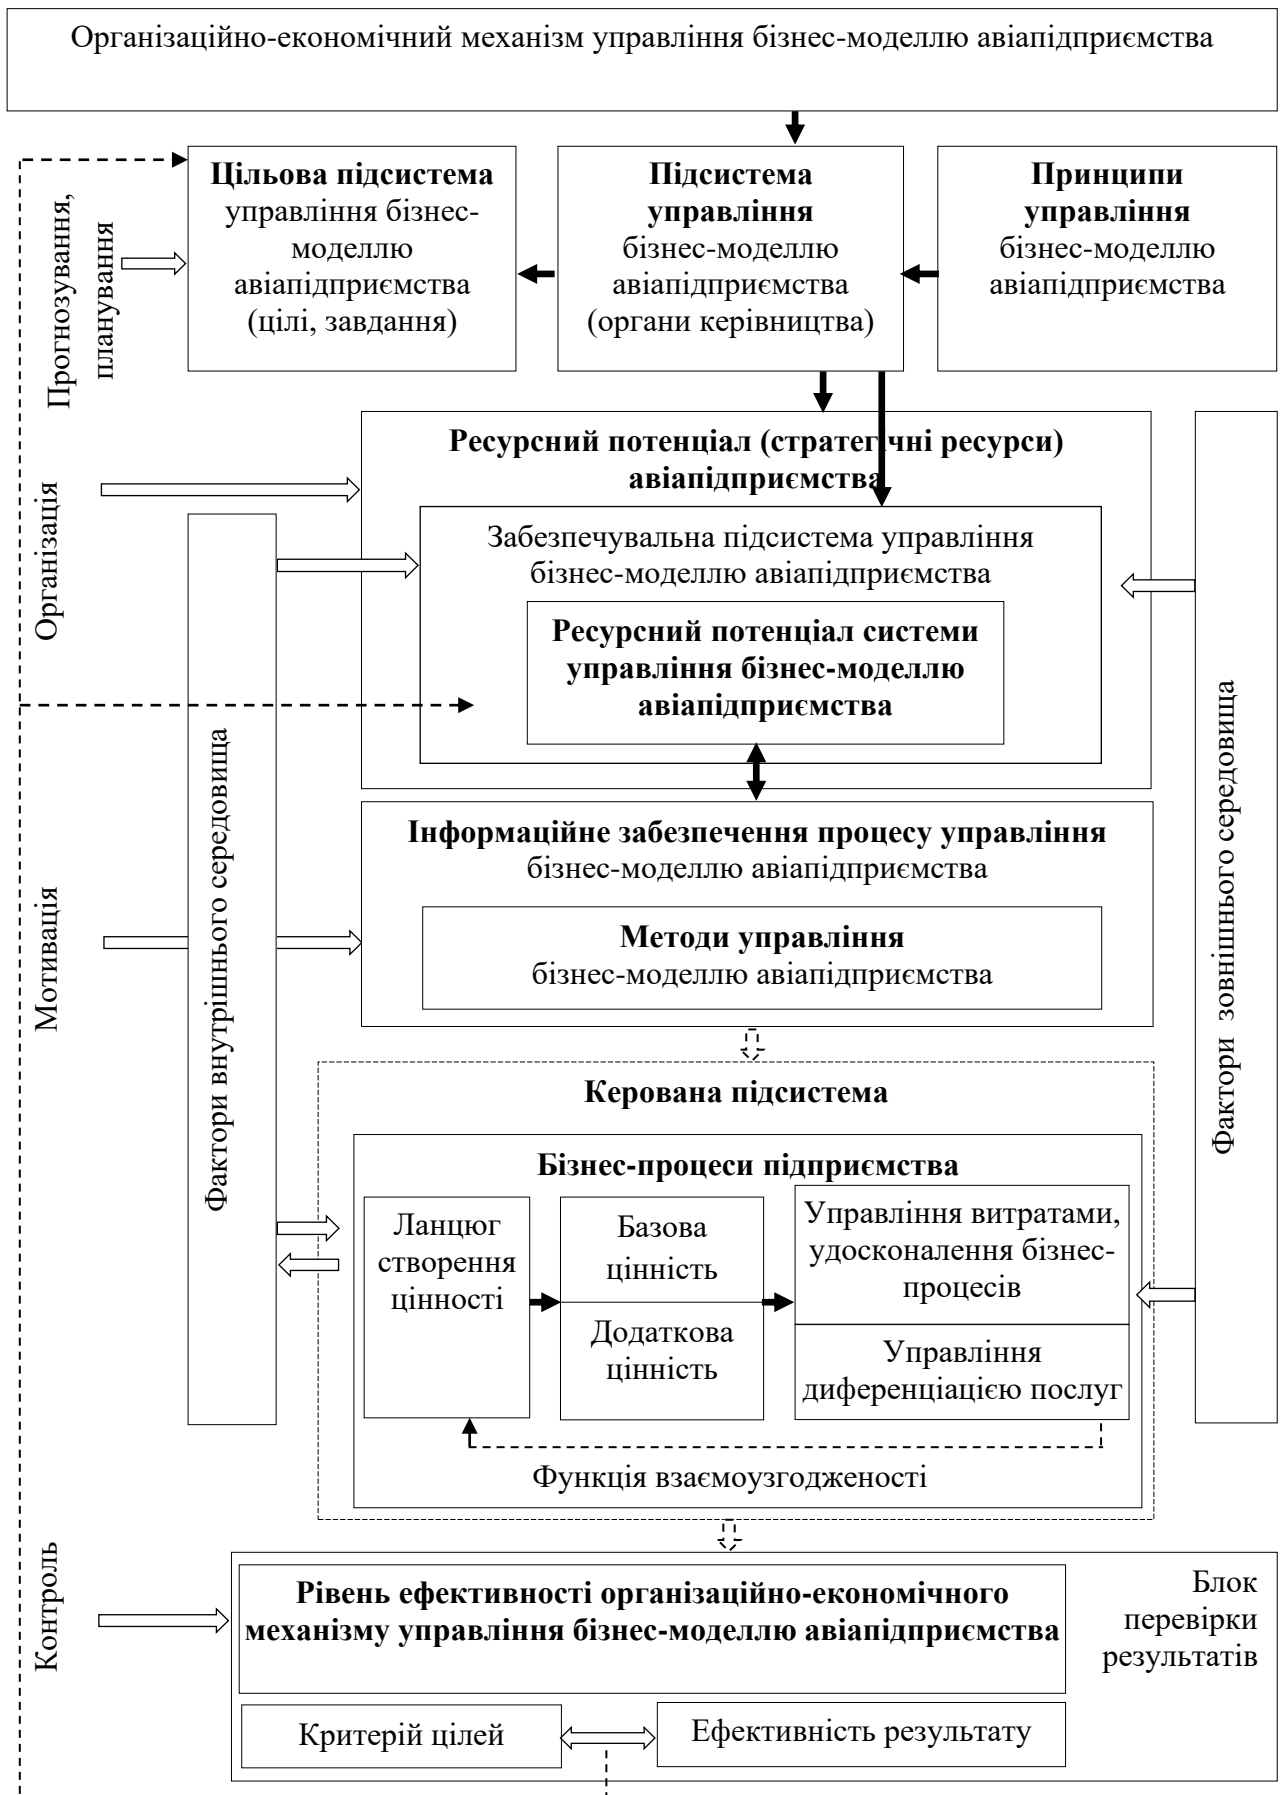 Організаційно-економічний механізм управління бізнес-моделлю авіапідприємства
Прогнозування,
планування
Цільова підсистема
управління бізнес-
моделлю
авіапідприємства
(цілі, завдання)
Підсистема
управління
бізнес-моделлю
авіапідприємства
(органи керівництва)
Принципи
управління
бізнес-моделлю
авіапідприємства
Організація
Ресурсний потенціал (стратегічні ресурси)
авіапідприємства
Забезпечувальна підсистема управління
бізнес-моделлю авіапідприємства
Ресурсний потенціал системи
управління бізнес-моделлю
авіапідприємства
Фактори внутрішнього середовища
Фактори зовнішнього середовища
Мотивація
Інформаційне забезпечення процесу управління
бізнес-моделлю авіапідприємства
Методи управління
бізнес-моделлю авіапідприємства
Керована підсистема
Бізнес-процеси підприємства
Ланцюг
створення
цінності
Базова
цінність
Додаткова
цінність
Управління витратами,
удосконалення бізнес-
процесів
Управління
диференціацією послуг
Функція взаємоузгодженості
Контроль
Рівень ефективності організаційно-економічного
механізму управління бізнес-моделлю авіапідприємства
Блок
перевірки
результатів
Критерій цілей
Ефективність результату